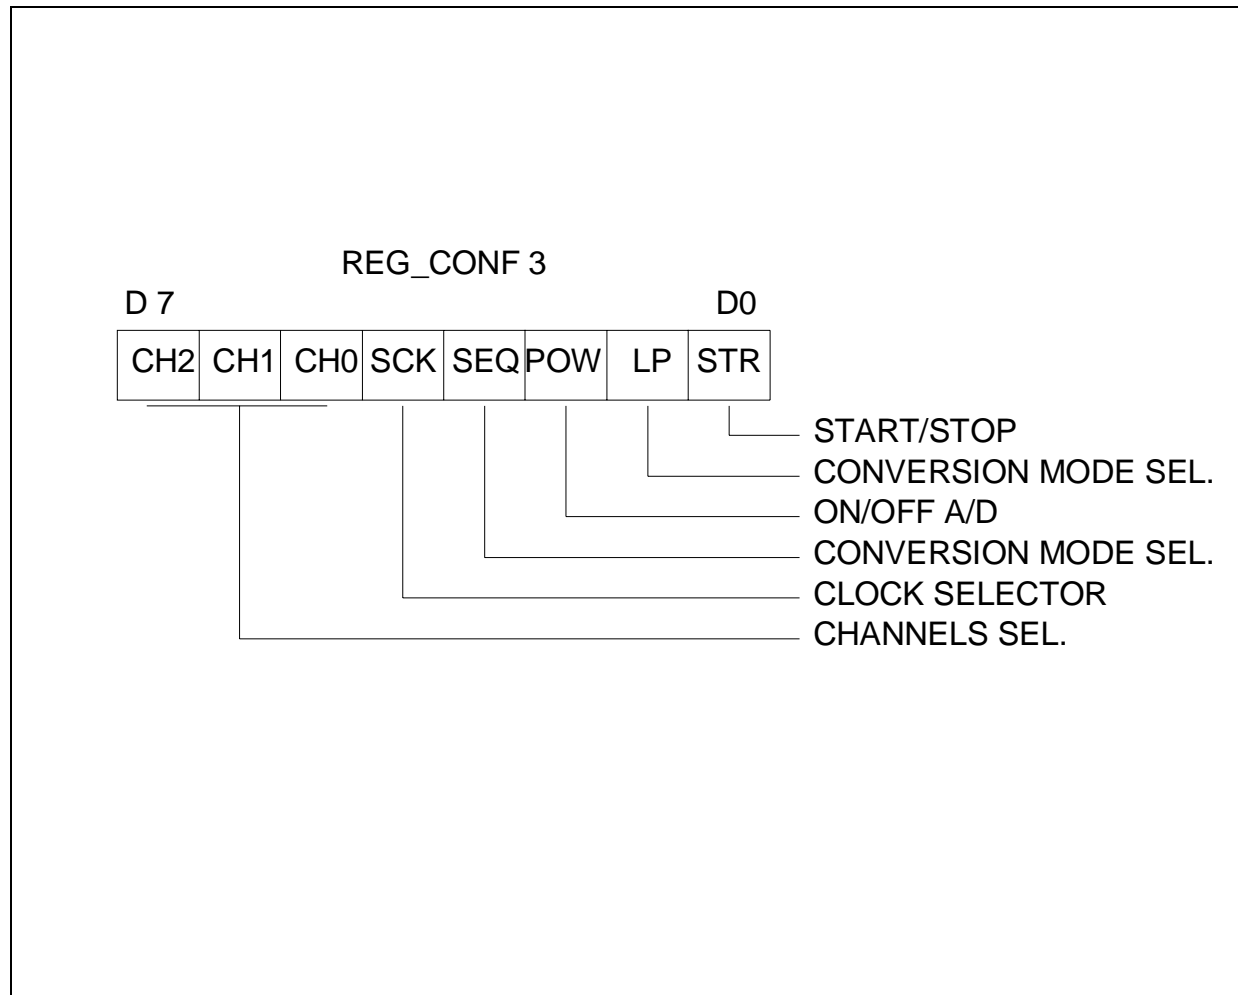 REG_CONF 3
D 7 D0
CH2 CH1 CH0 SCK SEQ POW LP STR
START/STOP
CONVERSION MODE SEL.
ON/OFF A/D
CONVERSION MODE SEL.
CLOCK SELECTOR
CHANNELS SEL.